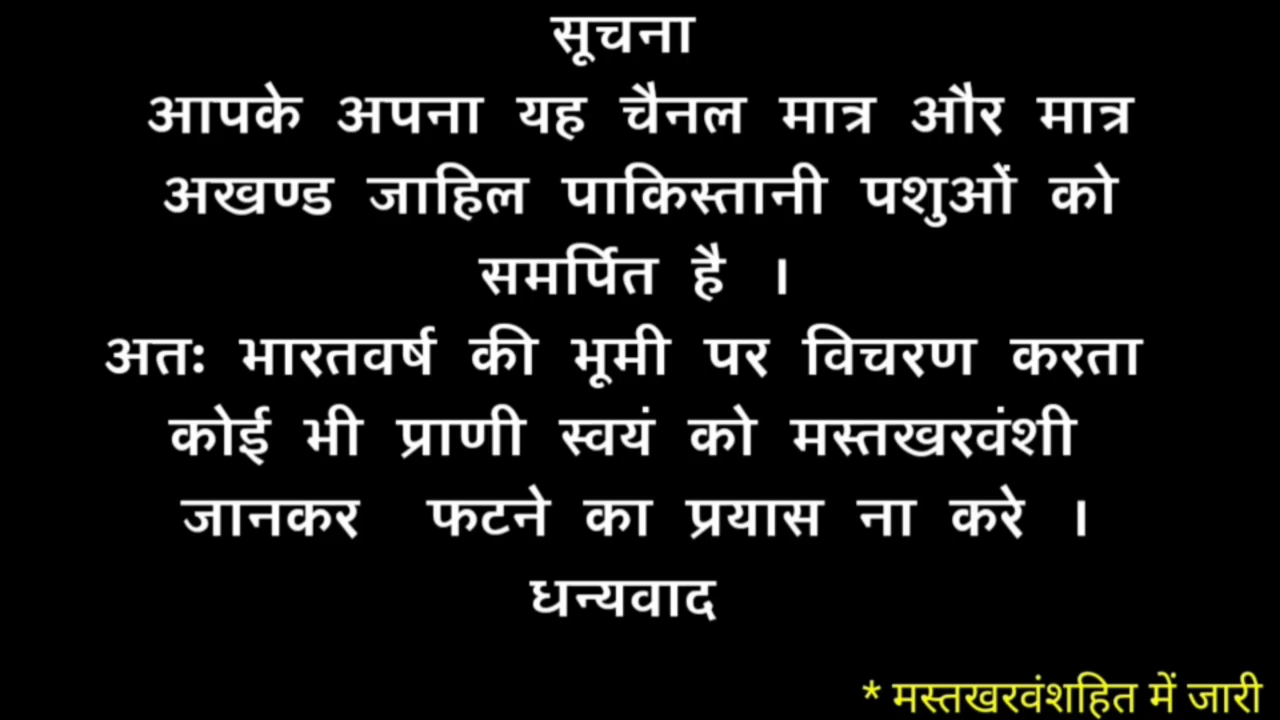 सूचना
आपके अपना यह चैनल मात्र और मात्र
अखण्ड जाहिल पाकिस्तानी पशुओं को
समर्पित है ।
अतः भारतवर्ष की भूमी पर विचरण करता
कोई भी प्राणी स्वयं को मस्तखरवंशी
जानकर फटने का प्रयास ना करे ।
धन्यवाद
* मस्तखरवंशहित में जारी